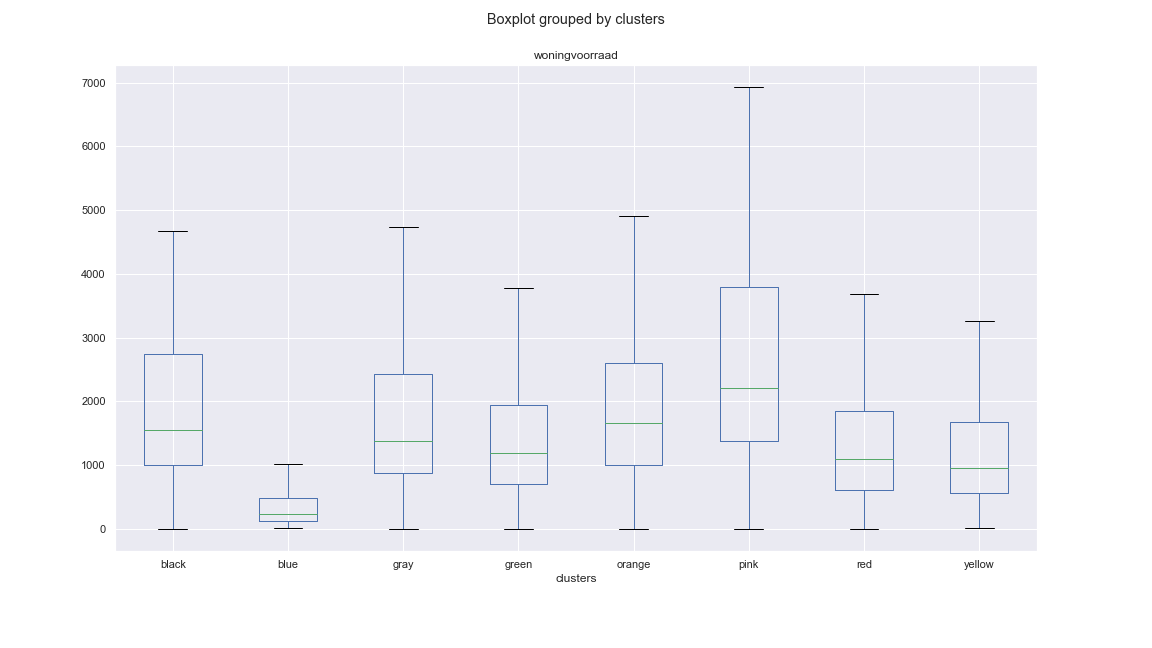 Boxplot grouped by clusters
woningvoorraad
7000
6000
5000
4000
3000
2000
1000
0
black blue gray green orange pink red yellow
clusters